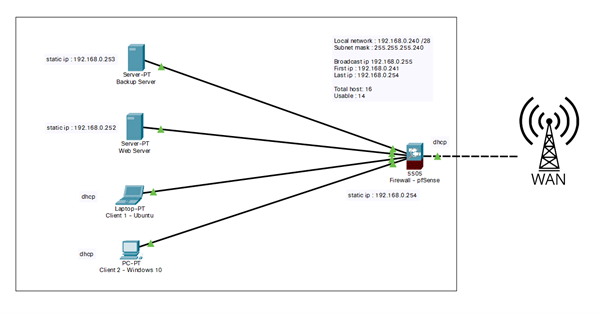 Local network : 192.168.0.240 /28
Subnet mask : 255.255.255.240
Broadcast ip 192.168.0.255
First ip : 192.168.0.241
Last ip : 192.168.0.254
Total host: 16
Usable : 14
static ip : 192.168.0.253
Server-PT
Backup Server
static ip : 192.168.0.252
Server-PT
Web Server
dhcp
5505
Firewall - pfSense
WAN
static ip : 192.168.0.254
dhcp
Laptop-PT
Client 1 - Ubuntu
dhcp
PC-PT
Client 2 - Windows 10